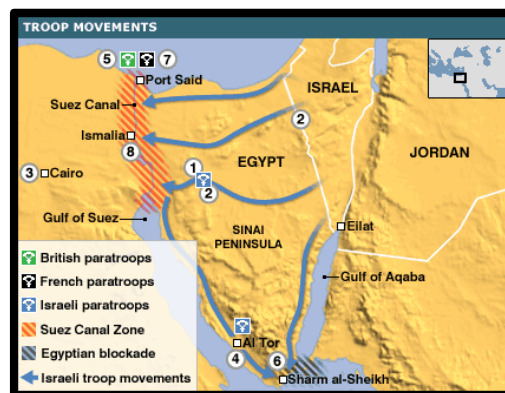 TROOP MOVEMENTS
5 7
Port Said
ISRAEL
Suez Canal
2
Ismalia
8
EGYPT
JORDAN
1
3 Cairo
2
Gulf of Suez
SINAI
PENINSULA
Eilat
British paratroops
Gulf of Aqaba
French paratroops
Israeli paratroops
Suez Canal Zone
Al Tor
Egyptian blockade
4 6
Israeli troop movements
Sharm al-Sheikh